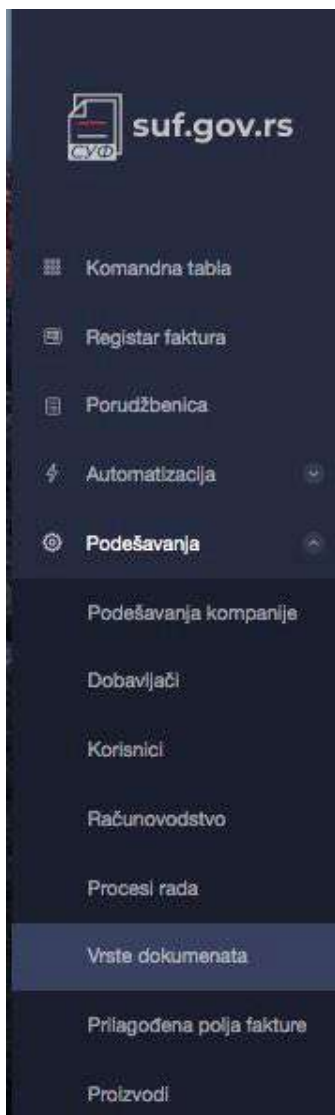 СУФ
suf.gov.rs
Komandna tabla
Registar faktura
Porudžbenica
Automatizacija
Podešavanja
Podešavanja kompanije
Dobavljači
Korisnici
Računovodstvo
Procesi rada
Vrste dokumenata
Prilagođena polja fakture
Proizvodi